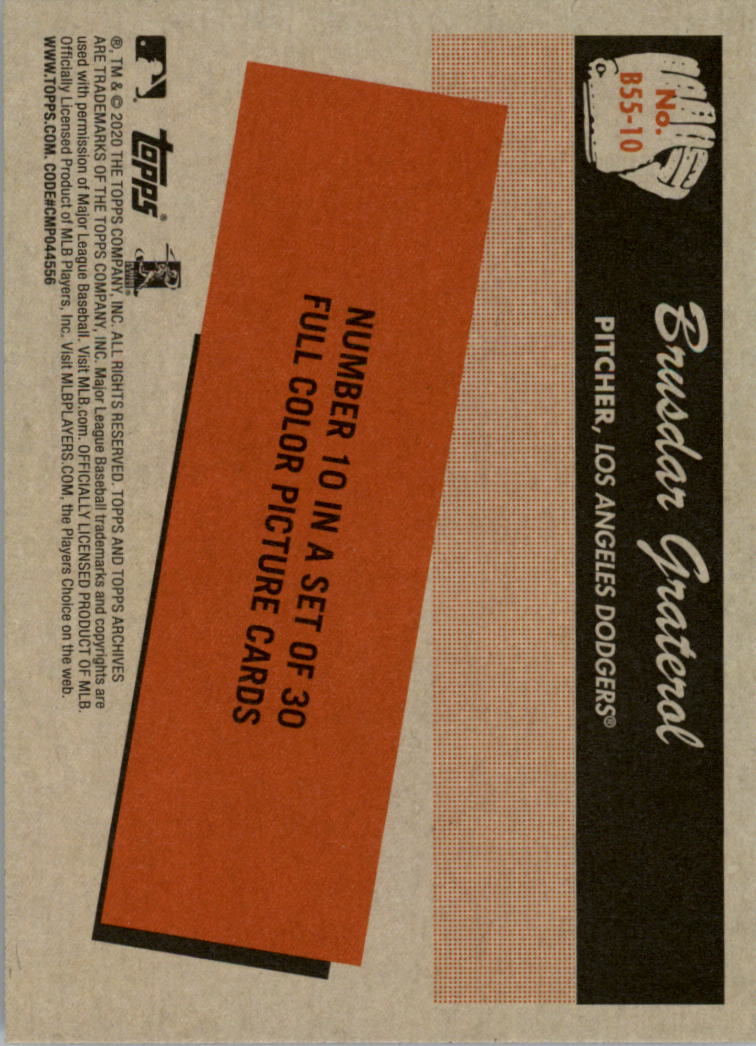 No.
B55-10
Brusdar Graterol
PITCHER, LOS ANGELES DODGERS®
NUMBER 10 IN A SET OF 30
FULL COLOR PICTURE CARDS
topps®
®, TM & © 2020 THE TOPPS COMPANY, INC. ALL RIGHTS RESERVED. TOPPS AND TOPPS ARCHIVES
ARE TRADEMARKS OF THE TOPPS COMPANY, INC. Major League Baseball trademarks and copyrights are
used with permission of Major League Baseball. Visit MLB.com. OFFICIALLY LICENSED PRODUCT OF MLB.
Officially Licensed Product of MLB Players, Inc. Visit MLBPLAYERS.COM, the Players Choice on the web.
WWW.TOPPS.COM. CODE#CMP044556